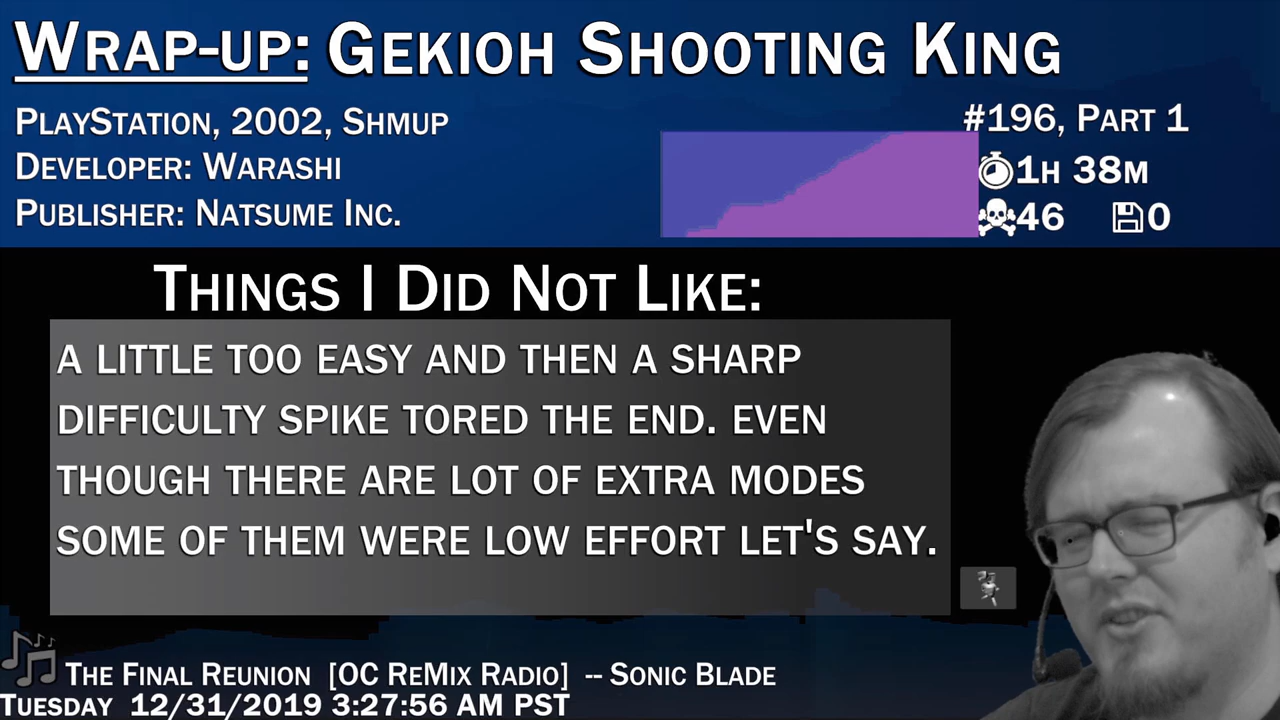 Wrap-up: Gekioh Shooting King
PlayStation, 2002, Shmup
#196, Part 1
Developer: Warashi
1h 38m
Publisher: Natsume Inc.
46 0
Things I Did Not Like:
A LITTLE TOO EASY AND THEN A SHARP
DIFFICULTY SPIKE TORED THE END. EVEN
THOUGH THERE ARE LOT OF EXTRA MODES
SOME OF THEM WERE LOW EFFORT LET'S SAY.
The Final Reunion [OC ReMix Radio] -- Sonic Blade
Tuesday 12/31/2019 3:27:56 AM PST